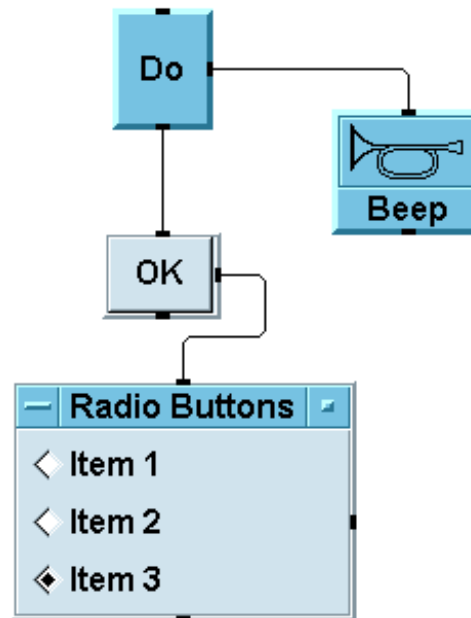 Do
Beep
OK
Radio Buttons
Item 1
Item 2
Item 3